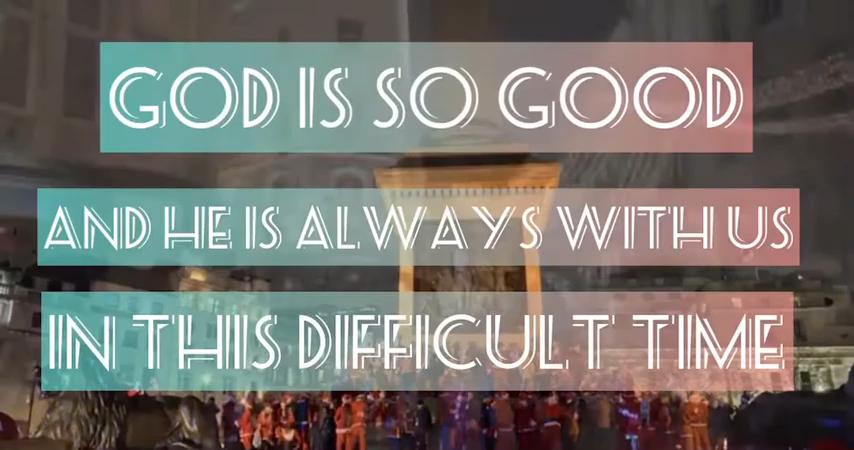 GOD IS SO GOOD
AND HE IS ALWAYS WITH US
IN THIS DIFFICULT TIME